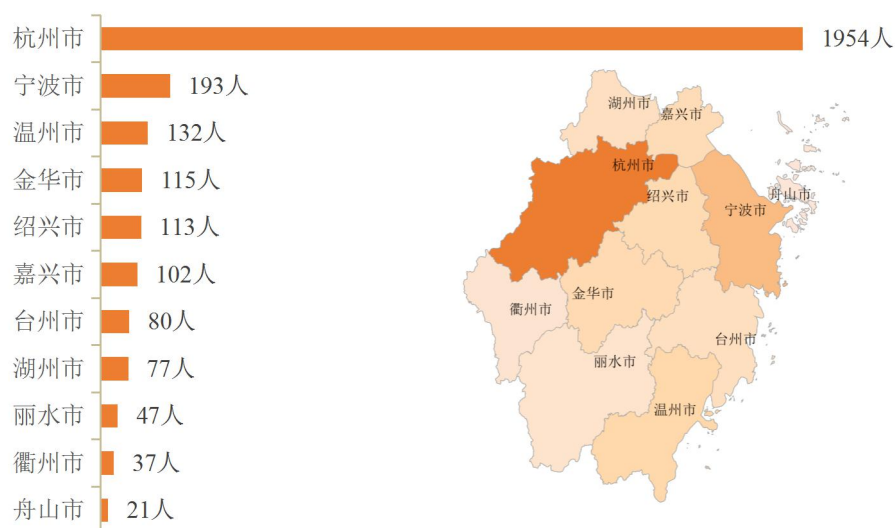 杭州市 1954人
宁波市 193人
温州市 132人
金华市 115人
绍兴市 113人
嘉兴市 102人
台州市 80人
湖州市 77人
丽水市 47人
衢州市 37人
舟山市 21人
湖州市
嘉兴市
杭州市
舟山市
绍兴市
宁波市
金华市
衢州市
台州市
丽水市
温州市